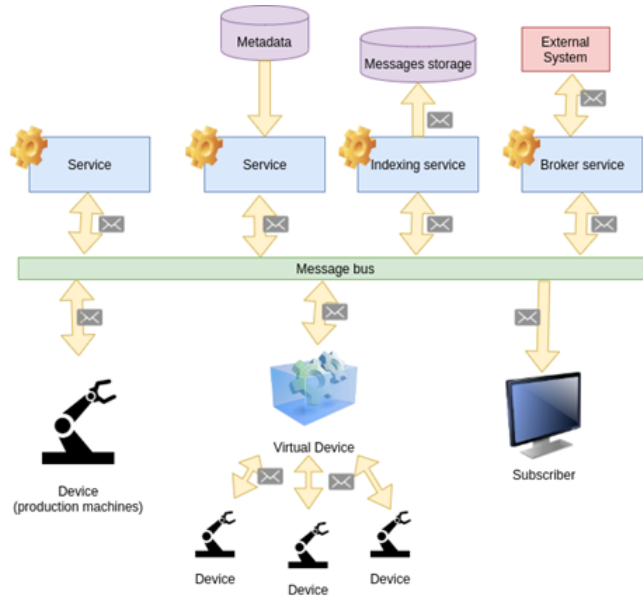 Metadata
Messages storage
External
System
Service
Service
Indexing service
Broker service
Message bus
Virtual Device
Subscriber
Device
(production machines)
Device
Device
Device